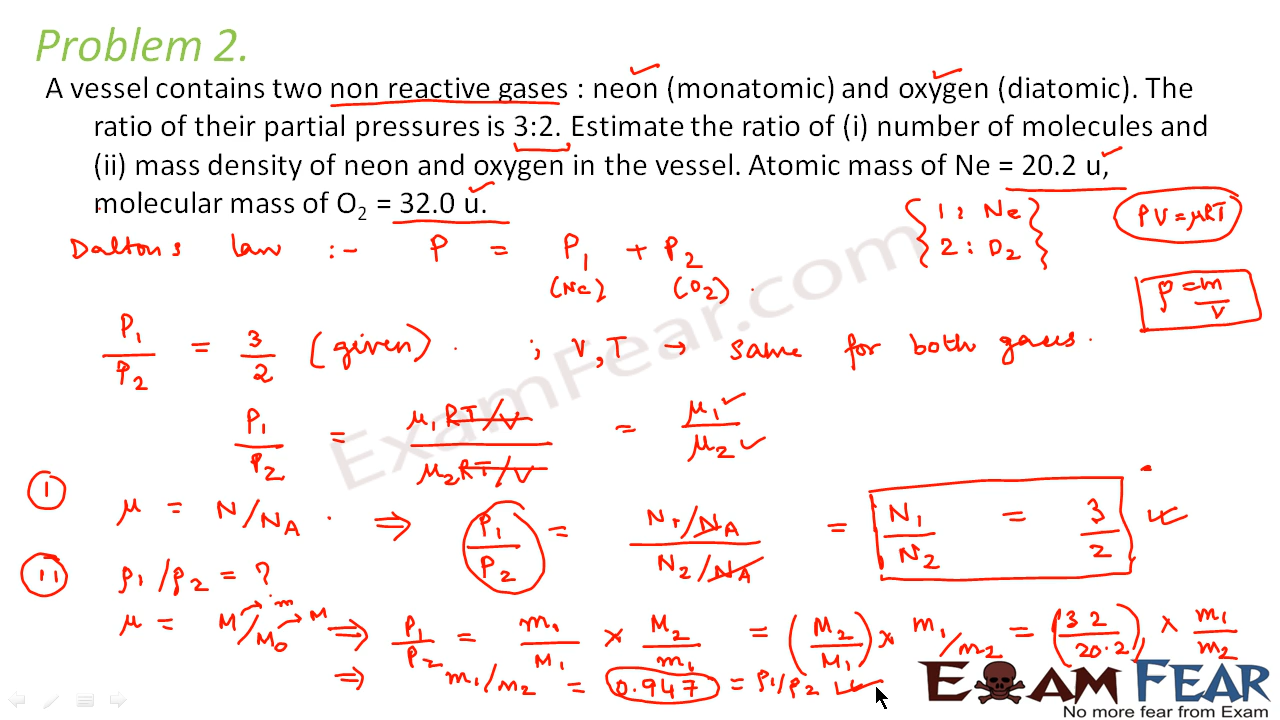 Problem 2.
A vessel contains two non reactive gases : neon (monatomic) and oxygen (diatomic). The
ratio of their partial pressures is 3:2. Estimate the ratio of (i) number of molecules and
(ii) mass density of neon and oxygen in the vessel. Atomic mass of Ne = 20.2 u,
molecular mass of O₂ = 32.0 u.
{ 1 : Ne }
{ 2 : O₂ }
PV = μRT
Daltons law :- P = P₁ + P₂
(Ne) (O₂) .
ρ = m/V
P₁/P₂ = 3/2 (given) . ; V, T → same for both gases.
P₁/P₂ = μ₁RT/V / μ₂RT/V = μ₁/μ₂
(i) μ = N/N_A . ⇒ P₁/P₂ = N₁/N_A / N₂/N_A = N₁/N₂ = 3/2
(ii) ρ₁/ρ₂ = ?
μ = M/M₀ → m → M ⇒ P₁/P₂ = m₁/M₁ × M₂/m₁ = (M₂/M₁) × m₁/m₂ = (32/20.2) × m₁/m₂
⇒ m₁/m₂ = 0.947 = ρ₁/ρ₂
ExamFear.com
EXAM FEAR
No more fear from Exam